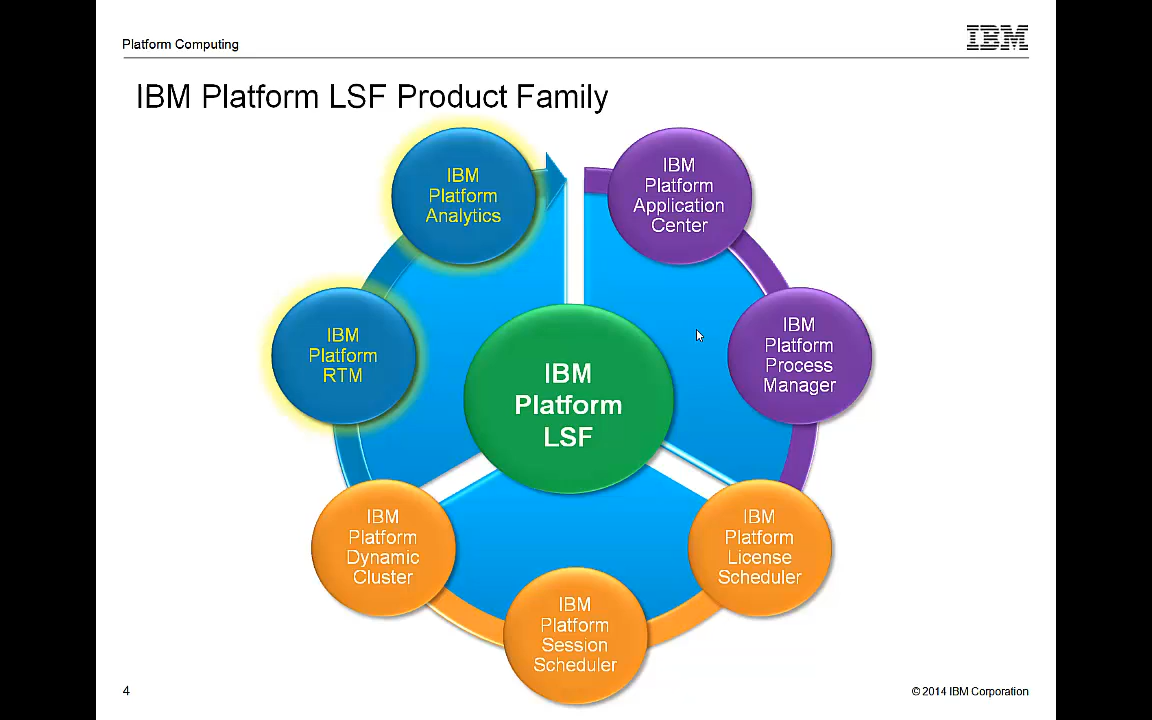 Platform Computing
IBM
IBM Platform LSF Product Family
IBM
Platform
Analytics
IBM
Platform
Application
Center
IBM
Platform
RTM
IBM
Platform
Process
Manager
IBM
Platform
LSF
IBM
Platform
Dynamic
Cluster
IBM
Platform
License
Scheduler
IBM
Platform
Session
Scheduler
4
© 2014 IBM Corporation